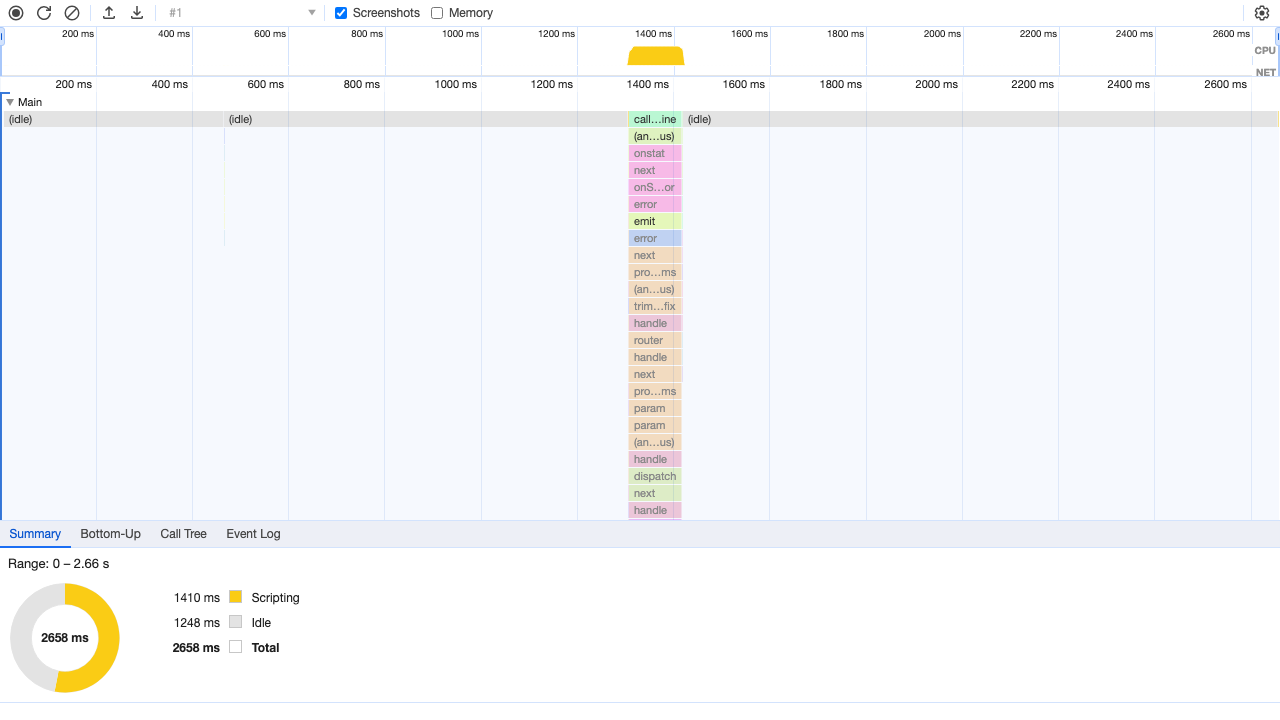 #1 Screenshots Memory
200 ms 400 ms 600 ms 800 ms 1000 ms 1200 ms 1400 ms 1600 ms 1800 ms 2000 ms 2200 ms 2400 ms 2600 ms
CPU
NET
200 ms 400 ms 600 ms 800 ms 1000 ms 1200 ms 1400 ms 1600 ms 1800 ms 2000 ms 2200 ms 2400 ms 2600 ms
Main
(idle) (idle) call…ine (idle)
(an…us)
onstat
next
onS…or
error
emit
error
next
pro…ms
(an…us)
trim…fix
handle
router
handle
next
pro…ms
param
param
(an…us)
handle
dispatch
next
handle
Summary Bottom-Up Call Tree Event Log
Range: 0 – 2.66 s
1410 ms Scripting
1248 ms Idle
2658 ms
2658 ms Total